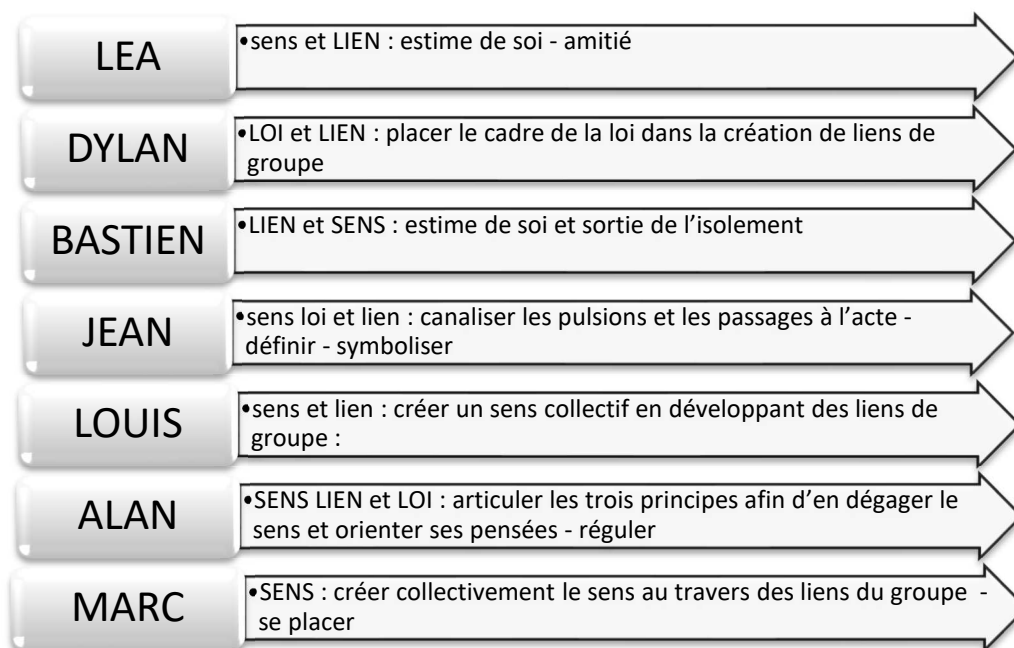 LEA
•sens et LIEN : estime de soi - amitié
DYLAN
•LOI et LIEN : placer le cadre de la loi dans la création de liens de
groupe
BASTIEN
•LIEN et SENS : estime de soi et sortie de l’isolement
JEAN
•sens loi et lien : canaliser les pulsions et les passages à l’acte -
définir - symboliser
LOUIS
•sens et lien : créer un sens collectif en développant des liens de
groupe :
ALAN
•SENS LIEN et LOI : articuler les trois principes afin d’en dégager le
sens et orienter ses pensées - réguler
MARC
•SENS : créer collectivement le sens au travers des liens du groupe -
se placer